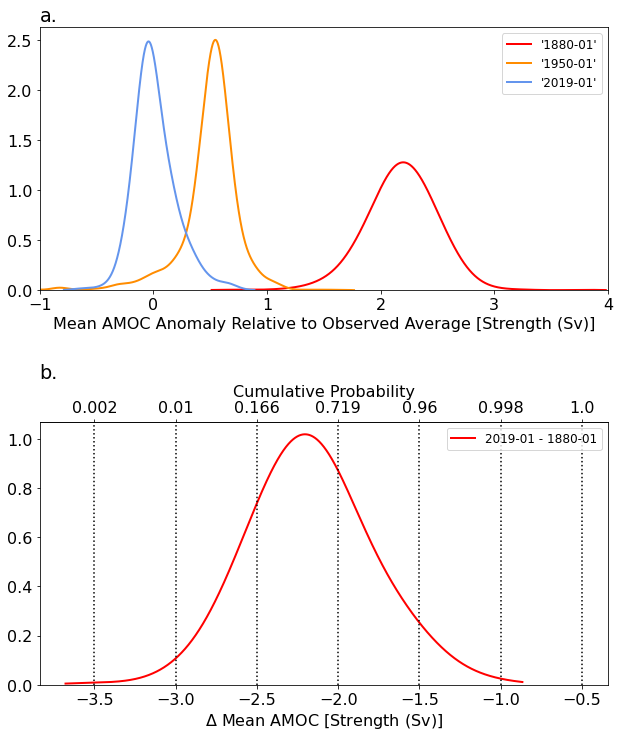 a.
'1880-01'
'1950-01'
'2019-01'
2.5
2.0
1.5
1.0
0.5
0.0
−1 0 1 2 3 4
Mean AMOC Anomaly Relative to Observed Average [Strength (Sv)]
b.
Cumulative Probability
0.002 0.01 0.166 0.719 0.96 0.998 1.0
2019-01 - 1880-01
1.0
0.8
0.6
0.4
0.2
0.0
−3.5 −3.0 −2.5 −2.0 −1.5 −1.0 −0.5
Δ Mean AMOC [Strength (Sv)]